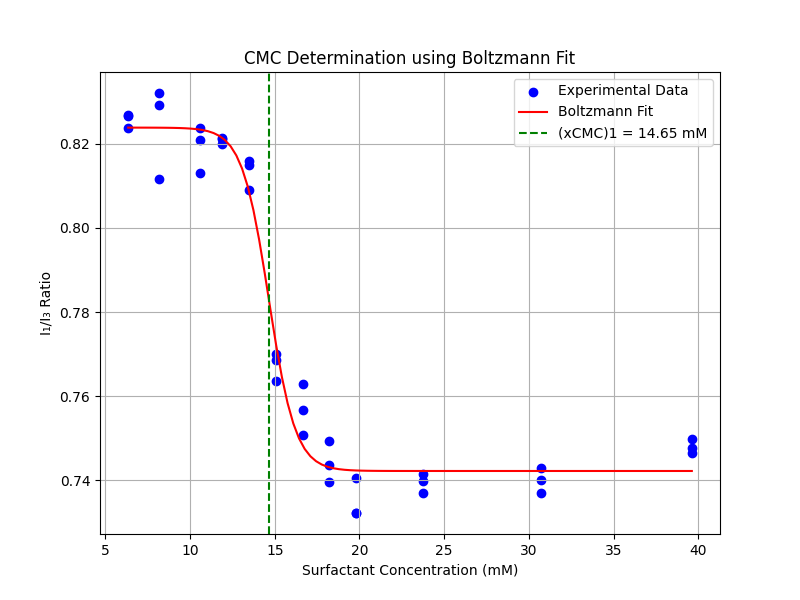 CMC Determination using Boltzmann Fit
Experimental Data
Boltzmann Fit
(xCMC)1 = 14.65 mM
I₁/I₃ Ratio
0.82
0.80
0.78
0.76
0.74
5 10 15 20 25 30 35 40
Surfactant Concentration (mM)